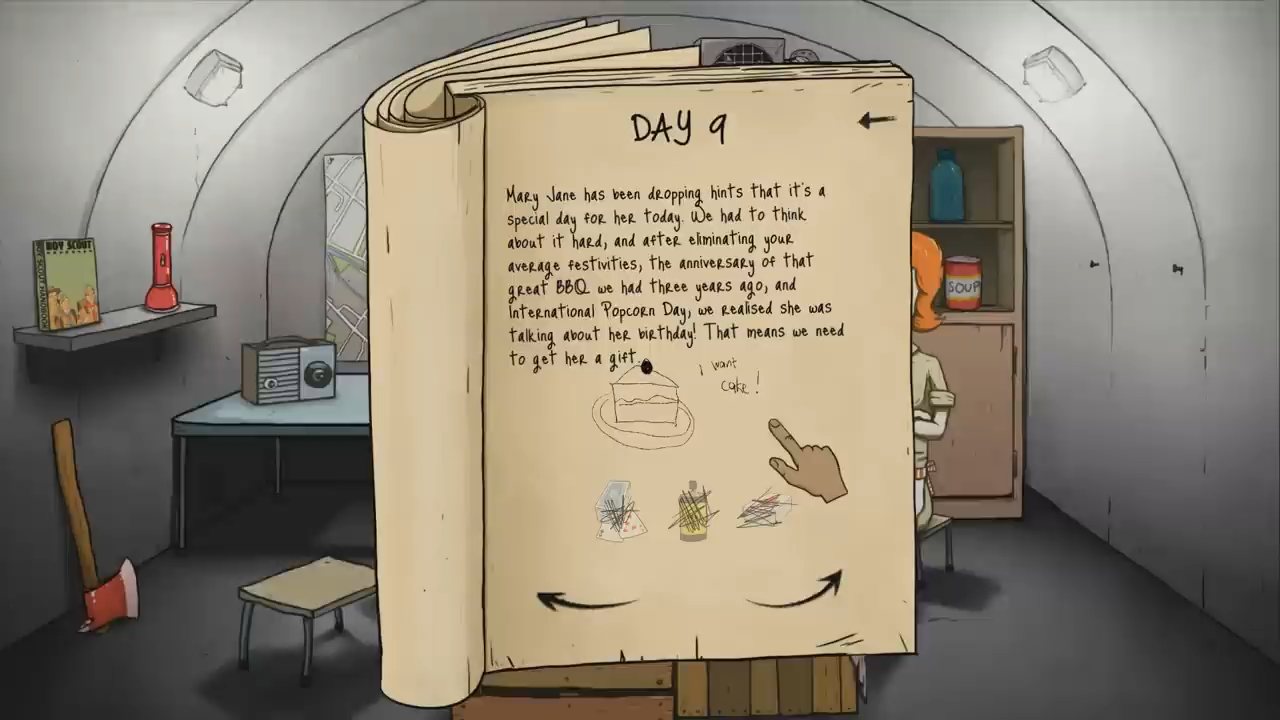 DAY 9
Mary Jane has been dropping hints that it's a
special day for her today. We had to think
about it hard, and after eliminating your
average festivities, the anniversary of that
great BBQ we had three years ago, and
International Popcorn Day, we realised she was
talking about her birthday! That means we need
to get her a gift.
i want
cake!
BOY SCOUT
BOY SCOUT HANDBOOK
SOUP